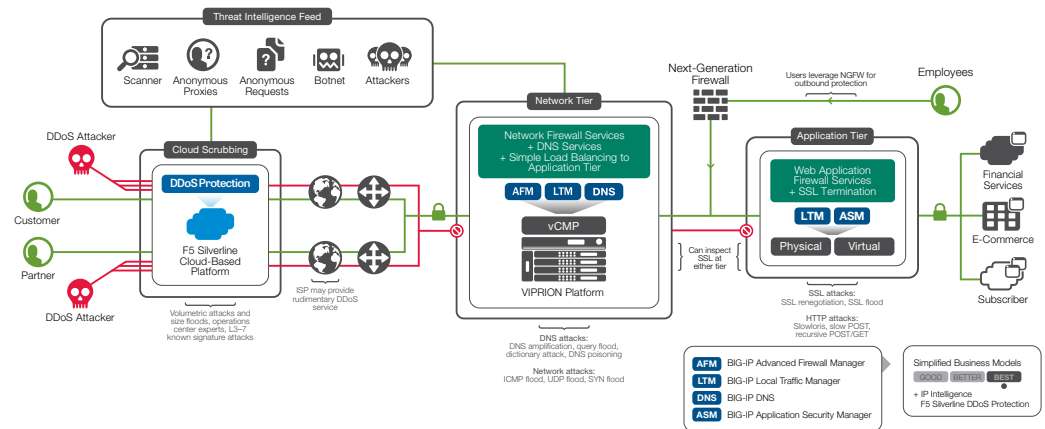 Threat Intelligence Feed
Scanner
Anonymous
Proxies
Anonymous
Requests
Botnet
Attackers
Next-Generation
Firewall
Users leverage NGFW for
outbound protection
Employees
DDoS Attacker
Customer
Partner
DDoS Attacker
Cloud Scrubbing
DDoS Protection
F5 Silverline
Cloud-Based
Platform
Volumetric attacks and
size floods, operations
center experts, L3–7
known signature attacks
ISP may provide
rudimentary DDoS
service
Network Tier
Network Firewall Services
+ DNS Services
+ Simple Load Balancing to
Application Tier
AFM
LTM
DNS
vCMP
VIPRION Platform
DNS attacks:
DNS amplification, query flood,
dictionary attack, DNS poisoning
Network attacks:
ICMP flood, UDP flood, SYN flood
Can inspect
SSL at
either tier
Application Tier
Web Application
Firewall Services
+ SSL Termination
LTM
ASM
Physical
Virtual
SSL attacks:
SSL renegotiation, SSL flood
HTTP attacks:
Slowloris, slow POST,
recursive POST/GET
Financial
Services
E-Commerce
Subscriber
AFM BIG-IP Advanced Firewall Manager
LTM BIG-IP Local Traffic Manager
DNS BIG-IP DNS
ASM BIG-IP Application Security Manager
Simplified Business Models
GOOD BETTER BEST
+ IP Intelligence
F5 Silverline DDoS Protection